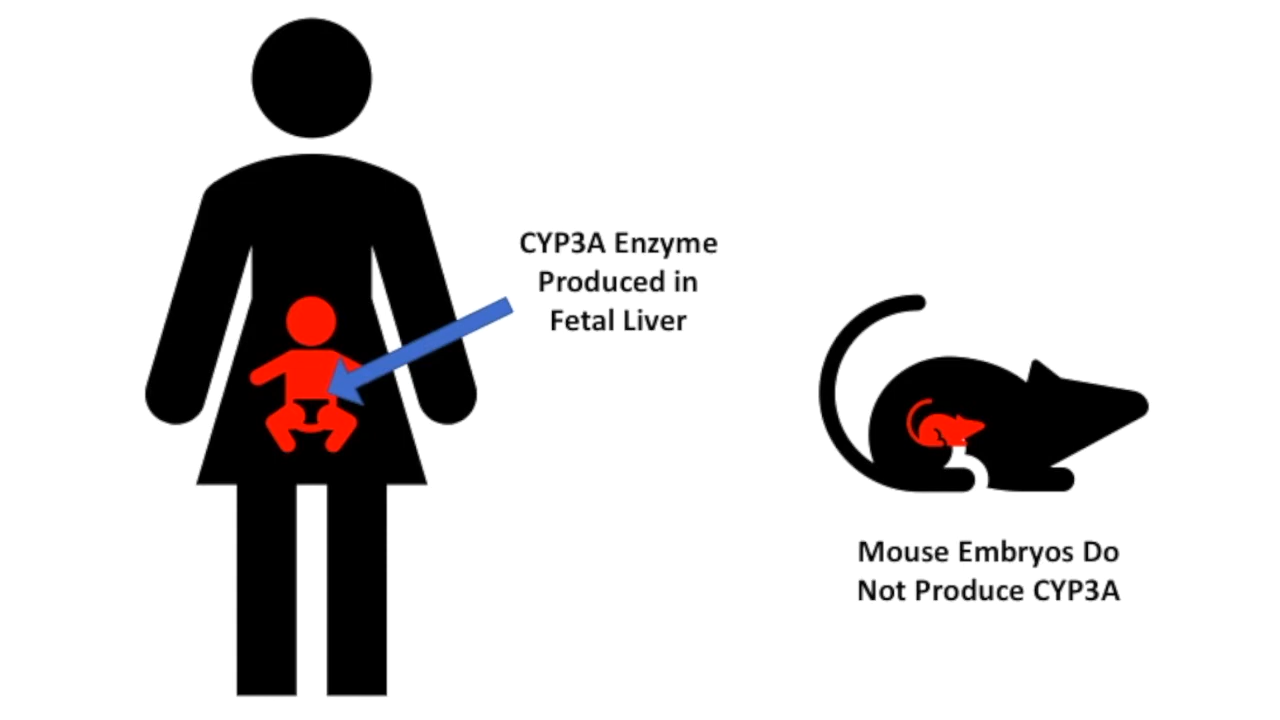 CYP3A Enzyme
Produced in
Fetal Liver
Mouse Embryos Do
Not Produce CYP3A